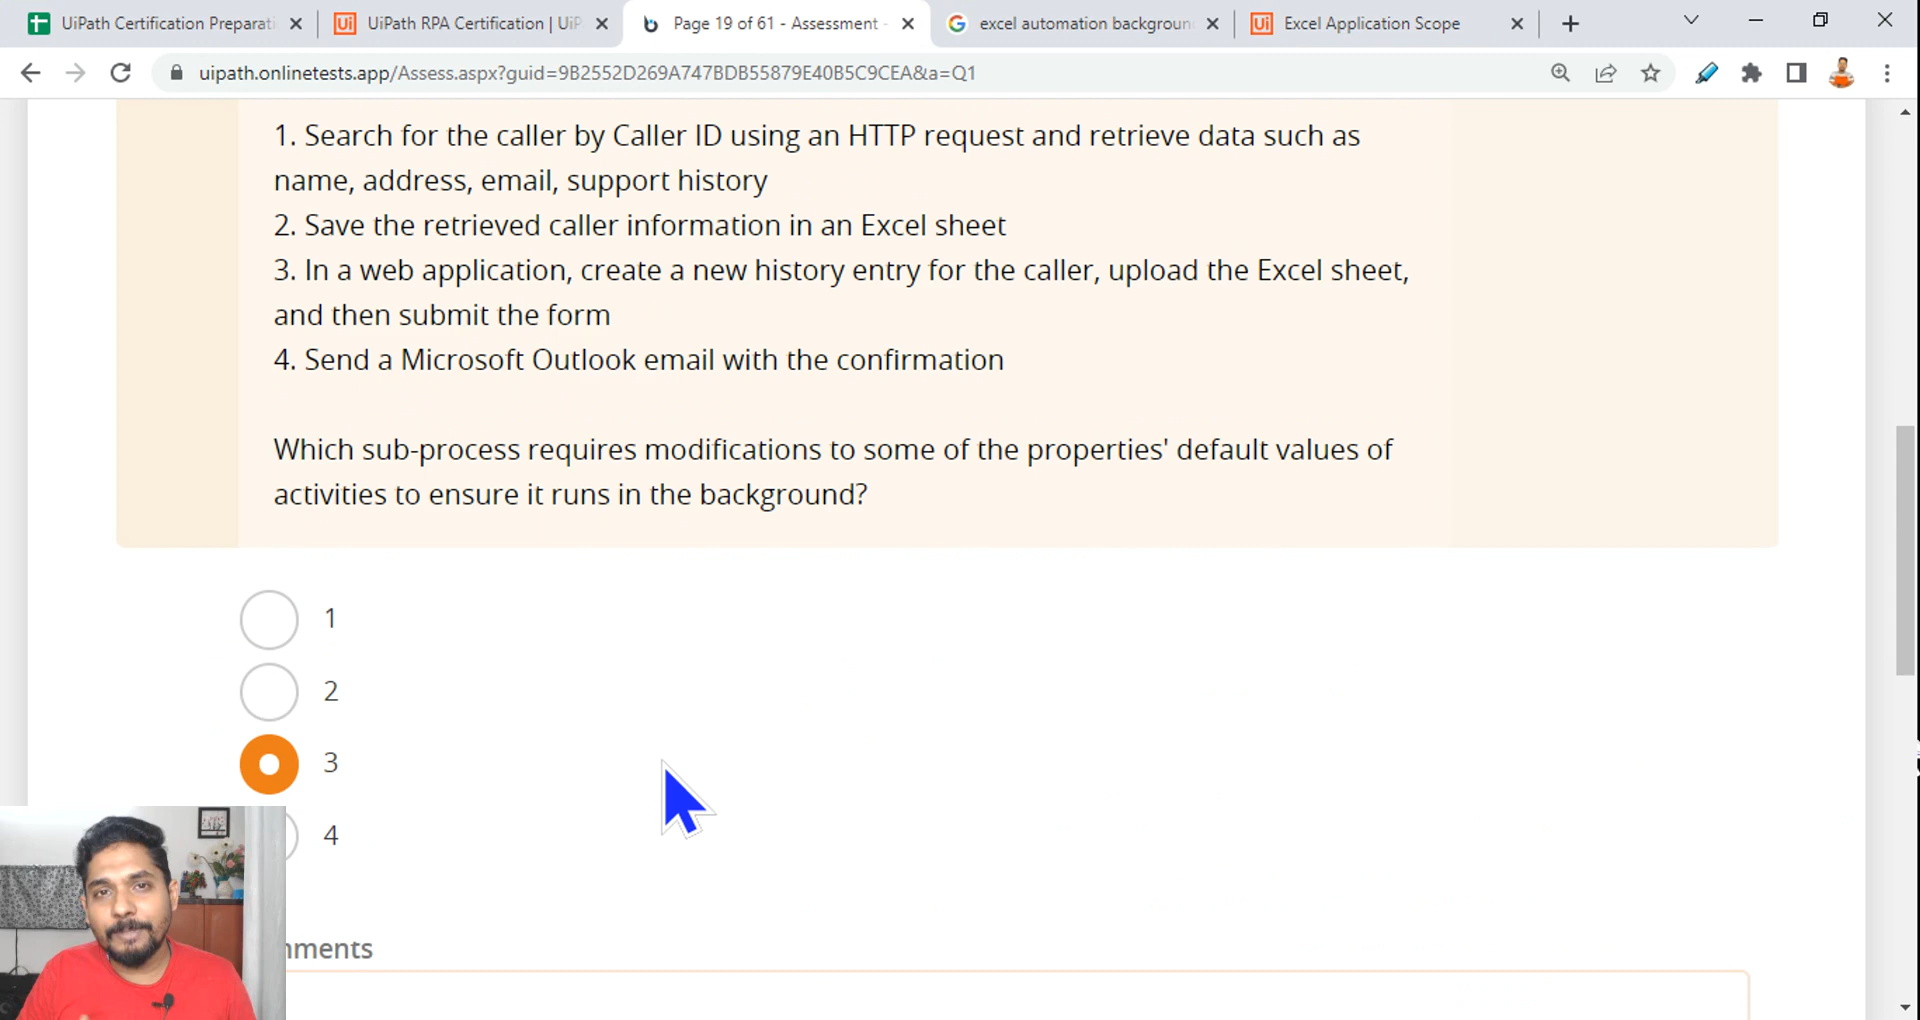 UiPath Certification Preparati
UiPath RPA Certification | UiP
Page 19 of 61 - Assessment -
excel automation backgroun
Excel Application Scope
uipath.onlinetests.app/Assess.aspx?guid=9B2552D269A747BDB55879E40B5C9CEA&a=Q1
1. Search for the caller by Caller ID using an HTTP request and retrieve data such as
name, address, email, support history
2. Save the retrieved caller information in an Excel sheet
3. In a web application, create a new history entry for the caller, upload the Excel sheet,
and then submit the form
4. Send a Microsoft Outlook email with the confirmation
Which sub-process requires modifications to some of the properties' default values of
activities to ensure it runs in the background?
1
2
3
4
mments